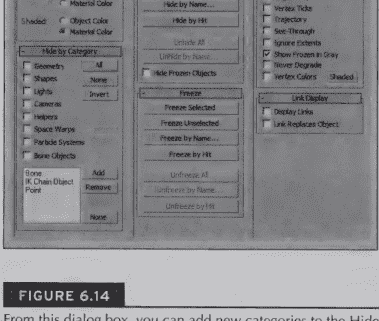 Material Color
Shaded: Object Color
Material Color
- Hide by Category
Geometry All
Shapes None
Lights Invert
Cameras
Helpers
Space Warps
Particle Systems
Bone Objects
Bone
IK Chain Object
Point
Add
Remove
None
Hide by Name...
Hide by Hit
Unhide All
Unhide by Name...
Hide Frozen Objects
- Freeze
Freeze Selected
Freeze Unselected
Freeze by Name...
Freeze by Hit
Unfreeze All
Unfreeze by Name...
Unfreeze by Hit
Vertex Ticks
Trajectory
See-Through
Ignore Extents
Show Frozen in Gray
Never Degrade
Vertex Colors Shaded
- Link Display
Display Links
Link Replaces Object
FIGURE 6.14
From this dialog box, you can add new categories to the Hide